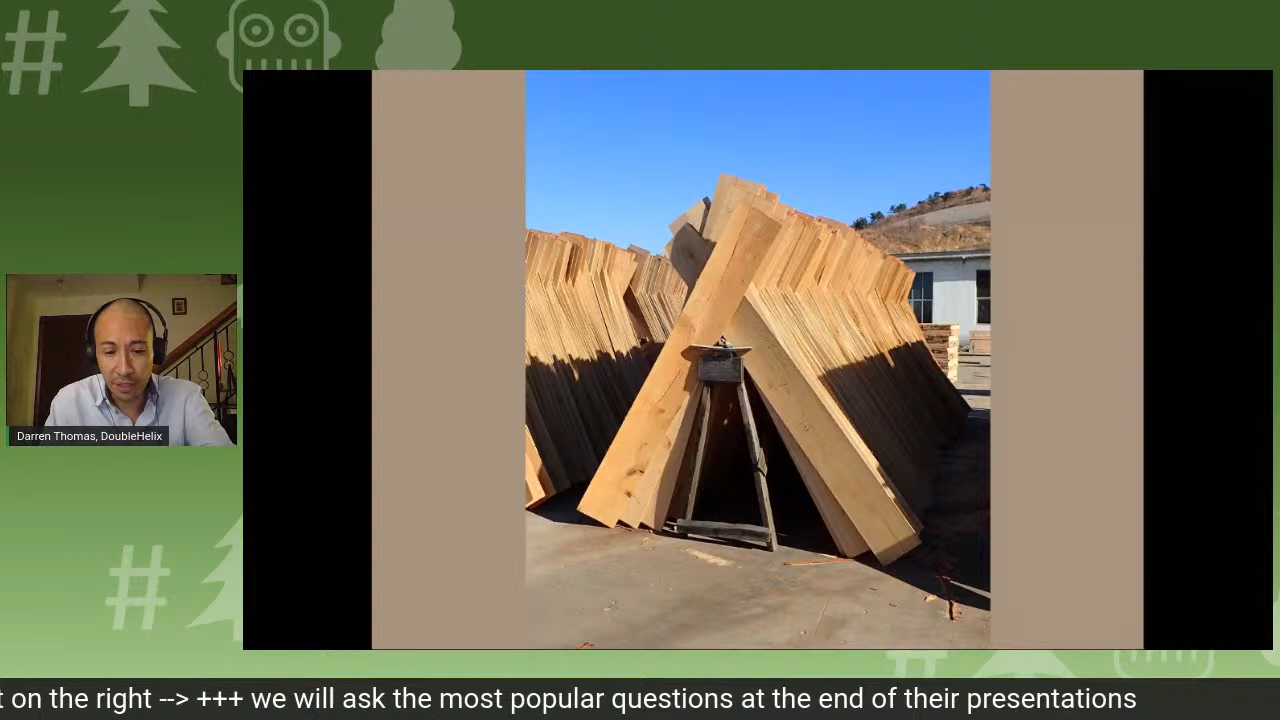 Darren Thomas, DoubleHelix
t on the right --> +++ we will ask the most popular questions at the end of their presentations